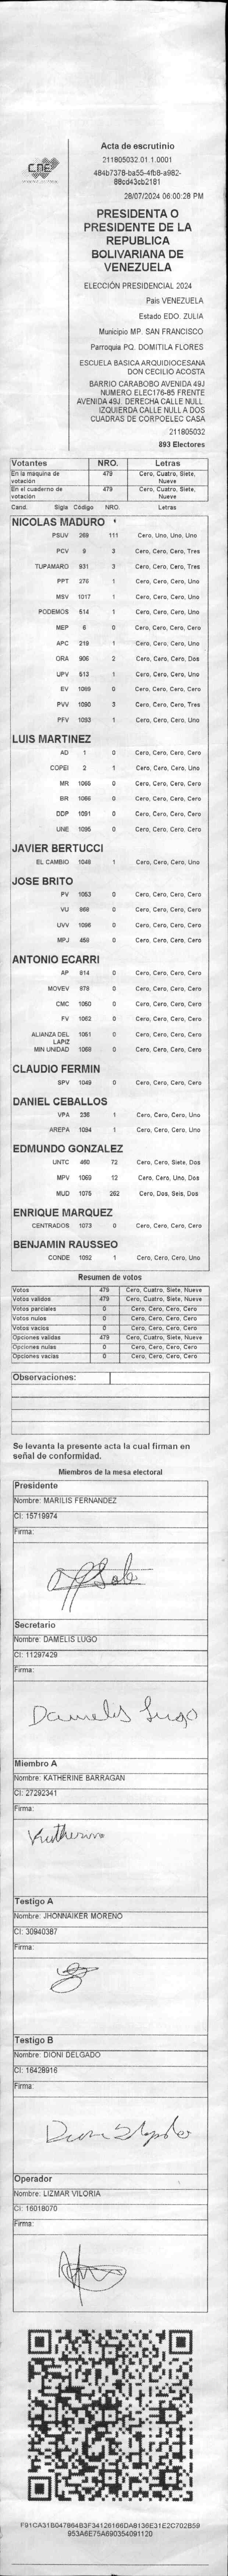 CNE
Acta de escrutinio
211805032.01.1.0001
484b7378-ba55-4fb8-a982-
88cd43cb2181
28/07/2024 06:00:28 PM
PRESIDENTA O
PRESIDENTE DE LA
REPUBLICA
BOLIVARIANA DE
VENEZUELA
ELECCIÓN PRESIDENCIAL 2024
País VENEZUELA
Estado EDO. ZULIA
Municipio MP. SAN FRANCISCO
Parroquia PQ. DOMITILA FLORES
ESCUELA BASICA ARQUIDIOCESANA
DON CECILIO ACOSTA
BARRIO CARABOBO AVENIDA 49J
NUMERO ELEC176-85 FRENTE
AVENIDA 49J. DERECHA CALLE NULL.
IZQUIERDA CALLE NULL A DOS
CUADRAS DE CORPOELEC CASA
211805032
893 Electores
Votantes NRO. Letras
En la maquina de votación 479 Cero, Cuatro, Siete, Nueve
En el cuaderno de votación 479 Cero, Cuatro, Siete, Nueve
Cand. Sigla Código NRO. Letras
NICOLAS MADURO
PSUV 269 111 Cero, Uno, Uno, Uno
PCV 9 3 Cero, Cero, Cero, Tres
TUPAMARO 931 3 Cero, Cero, Cero, Tres
PPT 276 1 Cero, Cero, Cero, Uno
MSV 1017 1 Cero, Cero, Cero, Uno
PODEMOS 514 1 Cero, Cero, Cero, Uno
MEP 6 0 Cero, Cero, Cero, Cero
APC 219 1 Cero, Cero, Cero, Uno
ORA 906 2 Cero, Cero, Cero, Dos
UPV 513 1 Cero, Cero, Cero, Uno
EV 1089 0 Cero, Cero, Cero, Cero
PVV 1090 3 Cero, Cero, Cero, Tres
PFV 1093 1 Cero, Cero, Cero, Uno
LUIS MARTINEZ
AD 1 0 Cero, Cero, Cero, Cero
COPEI 2 1 Cero, Cero, Cero, Uno
MR 1065 0 Cero, Cero, Cero, Cero
BR 1066 0 Cero, Cero, Cero, Cero
DDP 1091 0 Cero, Cero, Cero, Cero
UNE 1095 0 Cero, Cero, Cero, Cero
JAVIER BERTUCCI
EL CAMBIO 1048 1 Cero, Cero, Cero, Uno
JOSE BRITO
PV 1053 0 Cero, Cero, Cero, Cero
VU 868 0 Cero, Cero, Cero, Cero
UVV 1096 0 Cero, Cero, Cero, Cero
MPJ 458 0 Cero, Cero, Cero, Cero
ANTONIO ECARRI
AP 814 0 Cero, Cero, Cero, Cero
MOVEV 878 0 Cero, Cero, Cero, Cero
CMC 1050 0 Cero, Cero, Cero, Cero
FV 1062 0 Cero, Cero, Cero, Cero
ALIANZA DEL LAPIZ 1051 0 Cero, Cero, Cero, Cero
MIN UNIDAD 1068 0 Cero, Cero, Cero, Cero
CLAUDIO FERMIN
SPV 1049 0 Cero, Cero, Cero, Cero
DANIEL CEBALLOS
VPA 236 1 Cero, Cero, Cero, Uno
AREPA 1094 1 Cero, Cero, Cero, Uno
EDMUNDO GONZALEZ
UNTC 460 72 Cero, Cero, Siete, Dos
MPV 1069 12 Cero, Cero, Uno, Dos
MUD 1075 262 Cero, Dos, Seis, Dos
ENRIQUE MARQUEZ
CENTRADOS 1073 0 Cero, Cero, Cero, Cero
BENJAMIN RAUSSEO
CONDE 1092 1 Cero, Cero, Cero, Uno
Resumen de votos
Votos 479 Cero, Cuatro, Siete, Nueve
Votos validos 479 Cero, Cuatro, Siete, Nueve
Votos parciales 0 Cero, Cero, Cero, Cero
Votos nulos 0 Cero, Cero, Cero, Cero
Votos vacios 0 Cero, Cero, Cero, Cero
Opciones validas 479 Cero, Cuatro, Siete, Nueve
Opciones nulas 0 Cero, Cero, Cero, Cero
Opciones vacias 0 Cero, Cero, Cero, Cero
Observaciones:
Se levanta la presente acta la cual firman en
señal de conformidad.
Miembros de la mesa electoral
Presidente
Nombre: MARILIS FERNANDEZ
CI: 15719974
Firma:
Secretario
Nombre: DAMELIS LUGO
CI: 11297429
Firma:
Damelis Lugo
Miembro A
Nombre: KATHERINE BARRAGAN
CI: 27292341
Firma:
Katherine
Testigo A
Nombre: JHONNAIKER MORENO
CI: 30940387
Firma:
Testigo B
Nombre: DIONI DELGADO
CI: 16428916
Firma:
Operador
Nombre: LIZMAR VILORIA
CI: 16018070
Firma:
F91CA31B047864B3F34126166DA8136E31E2C702B59
953A6E75A690354091120